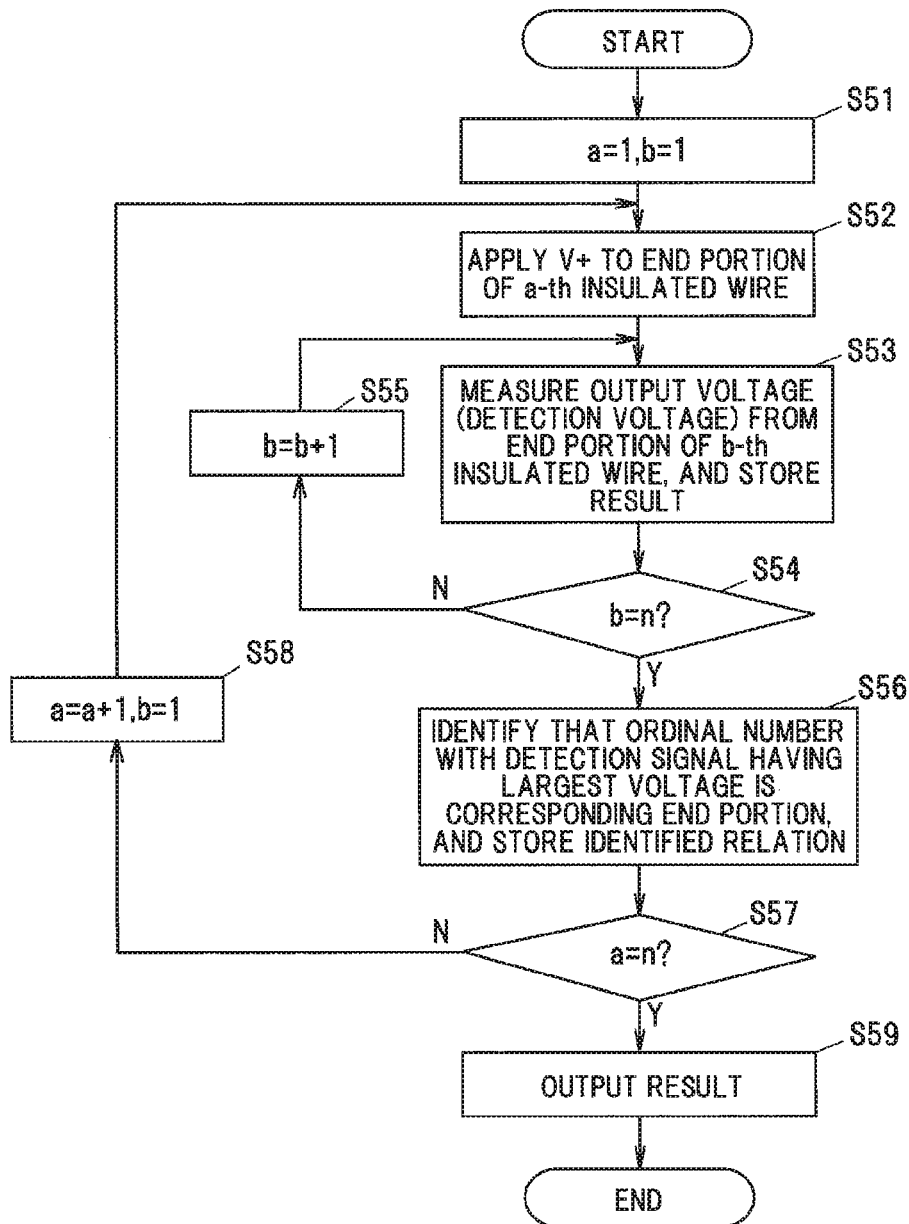 START
S51
a=1,b=1
S52
APPLY V+ TO END PORTION
OF a-th INSULATED WIRE
S53
MEASURE OUTPUT VOLTAGE
(DETECTION VOLTAGE) FROM
END PORTION OF b-th
INSULATED WIRE, AND STORE
RESULT
S55
b=b+1
S54
N
b=n?
Y
S58
a=a+1,b=1
S56
IDENTIFY THAT ORDINAL NUMBER
WITH DETECTION SIGNAL HAVING
LARGEST VOLTAGE IS
CORRESPONDING END PORTION,
AND STORE IDENTIFIED RELATION
S57
N
a=n?
Y
S59
OUTPUT RESULT
END